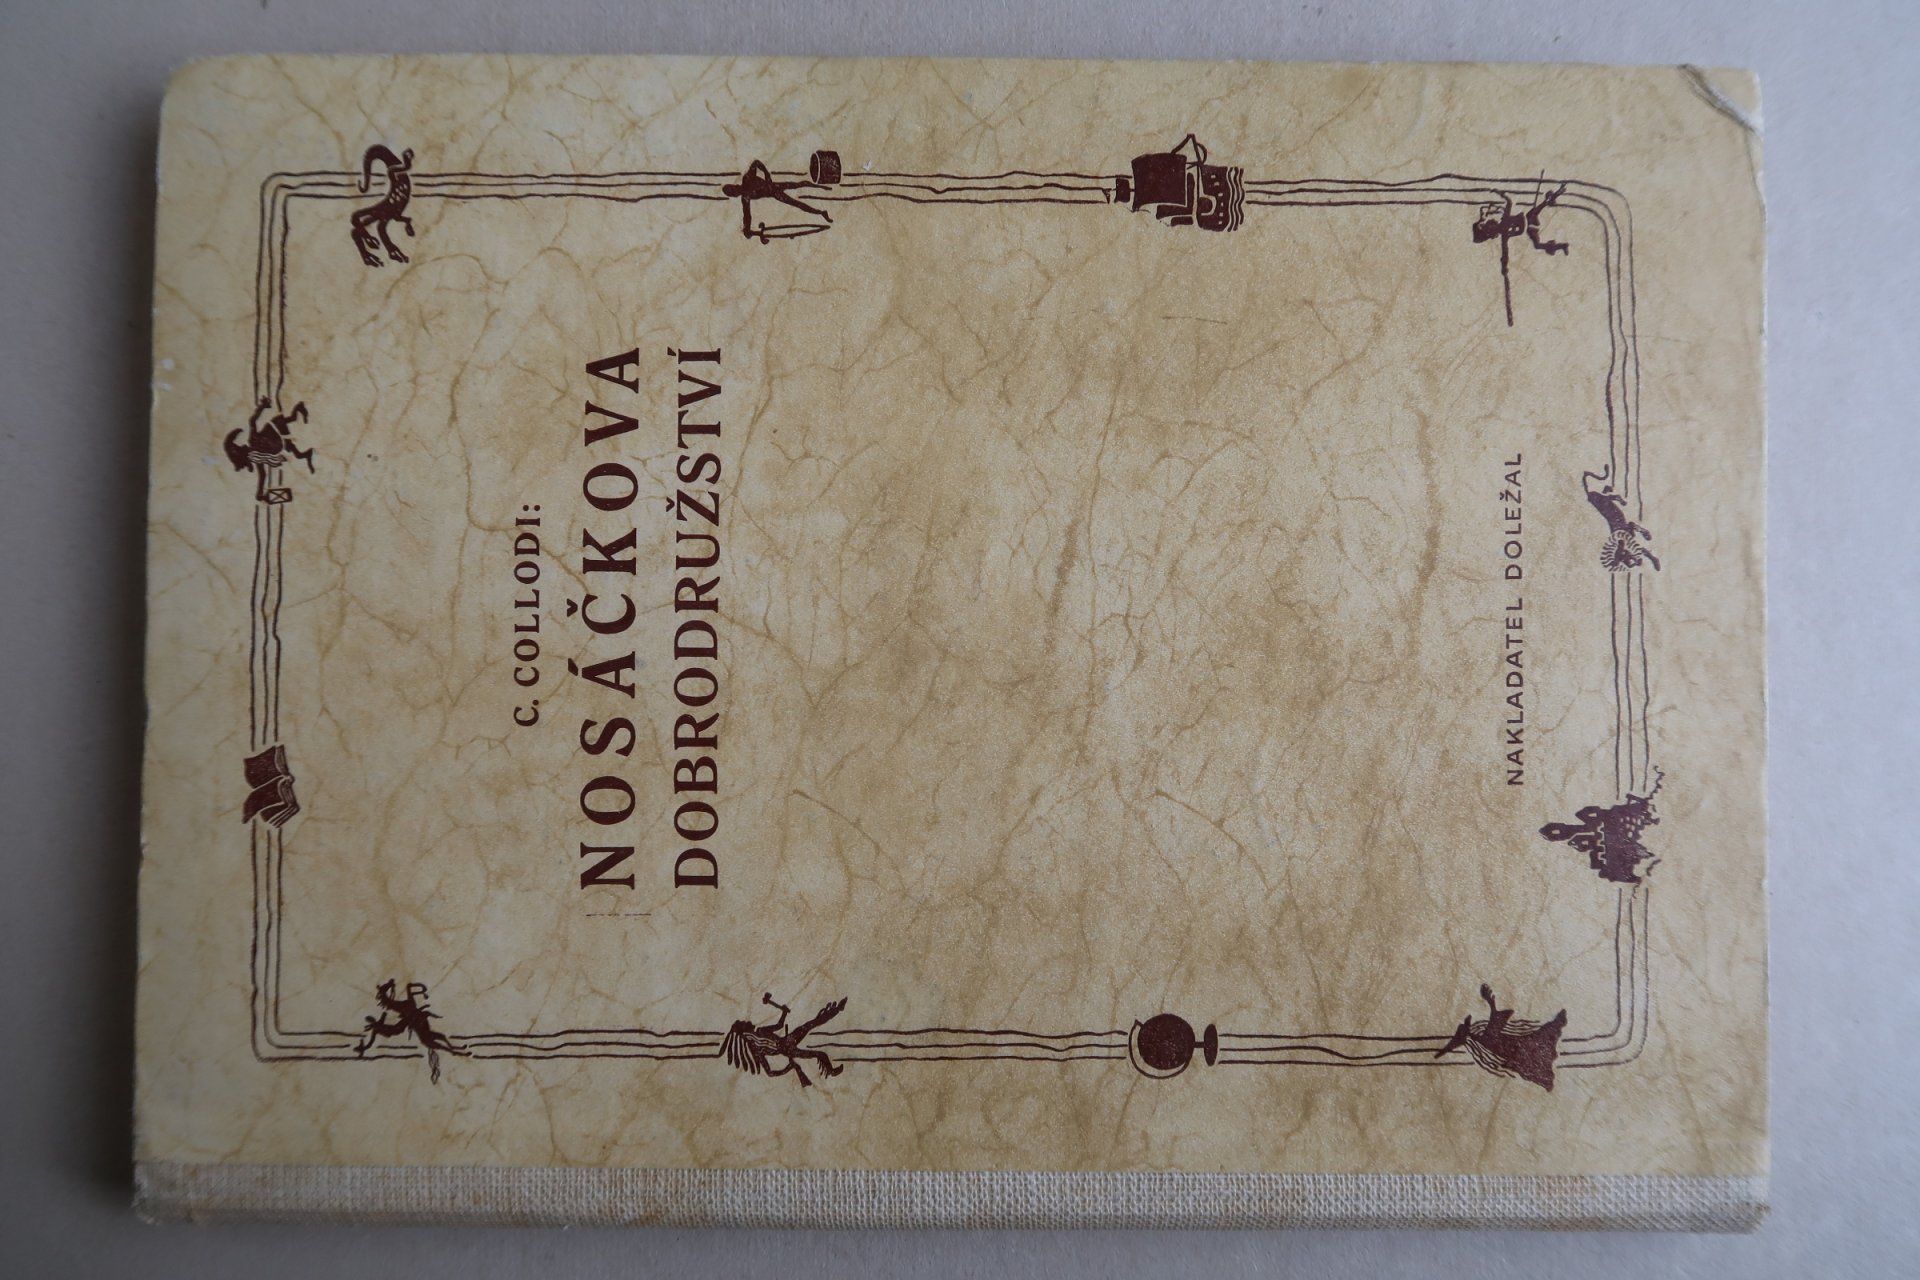 C. COLLODI:
NOSÁČKOVA
DOBRODRUŽSTVÍ
NAKLADATEL DOLEŽAL